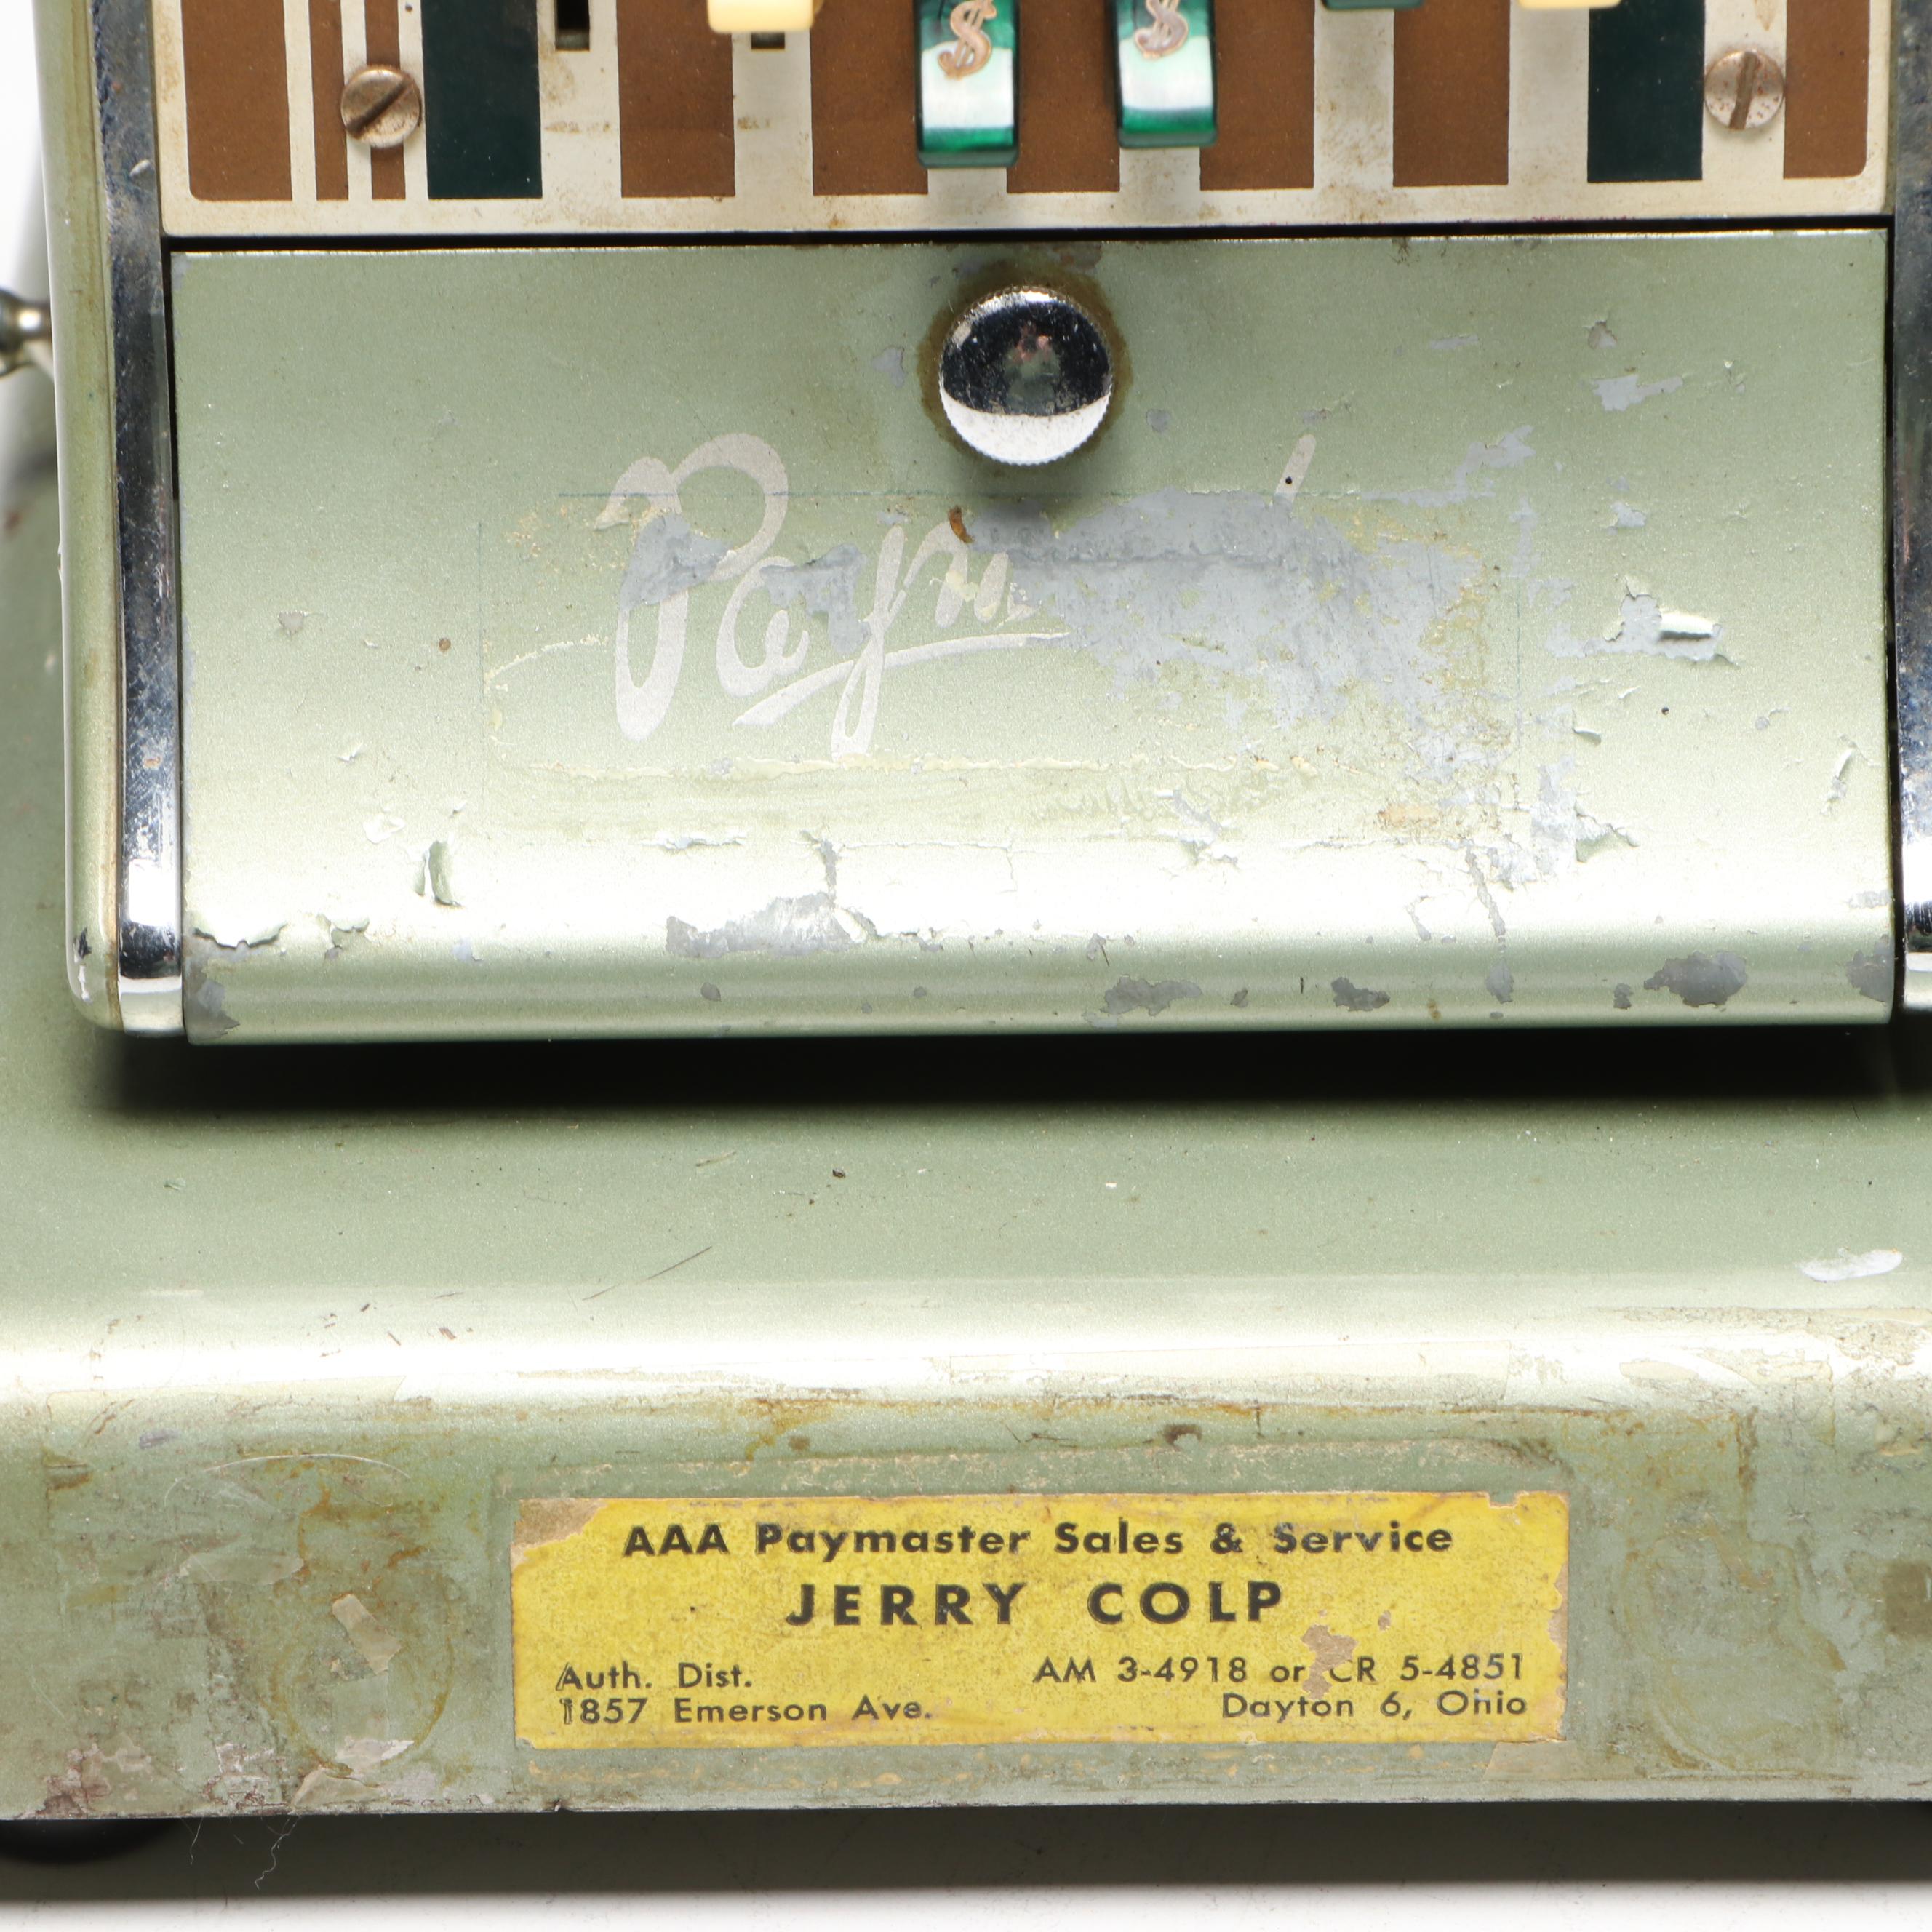 $ $
Paym
AAA Paymaster Sales & Service
JERRY COLP
Auth. Dist. AM 3-4918 or CR 5-4851
1857 Emerson Ave. Dayton 6, Ohio